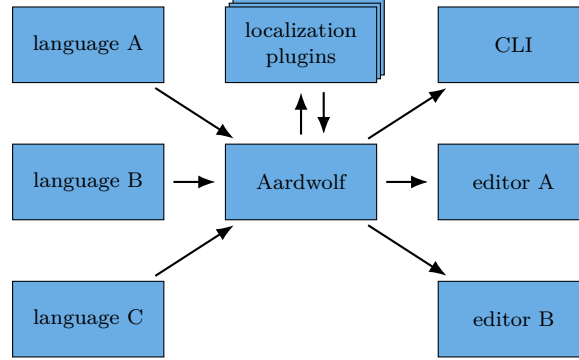 language A
localization
plugins
CLI
language B
Aardwolf
editor A
language C
editor B